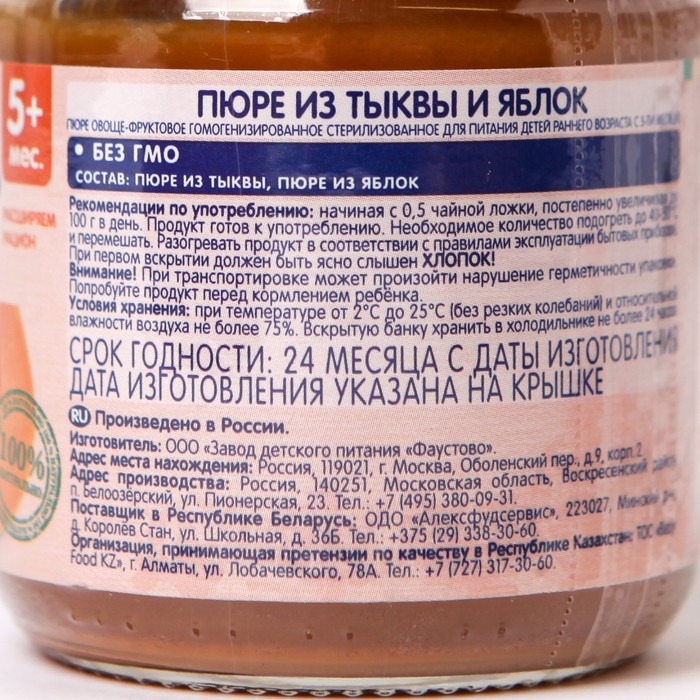 5+
мес.
РАСШИРЯЕМ
РАЦИОН
100%
ПЮРЕ ИЗ ТЫКВЫ И ЯБЛОК
ПЮРЕ ОВОЩЕ-ФРУКТОВОЕ ГОМОГЕНИЗИРОВАННОЕ СТЕРИЛИЗОВАННОЕ ДЛЯ ПИТАНИЯ ДЕТЕЙ РАННЕГО ВОЗРАСТА С 5-ТИ МЕСЯЦЕВ
• БЕЗ ГМО
СОСТАВ: ПЮРЕ ИЗ ТЫКВЫ, ПЮРЕ ИЗ ЯБЛОК
Рекомендации по употреблению: начиная с 0,5 чайной ложки, постепенно увеличивая до
100 г в день. Продукт готов к употреблению. Необходимое количество подогреть до
и перемешать. Разогревать продукт в соответствии с правилами эксплуатации бытовых приборов
При первом вскрытии должен быть ясно слышен ХЛОПОК!
Внимание! При транспортировке может произойти нарушение герметичности упаковки.
Попробуйте продукт перед кормлением ребёнка.
Условия хранения: при температуре от 2°С до 25°С (без резких колебаний) и относительной
влажности воздуха не более 75%. Вскрытую банку хранить в холодильнике не более 24 часов
СРОК ГОДНОСТИ: 24 МЕСЯЦА С ДАТЫ ИЗГОТОВЛЕНИЯ
ДАТА ИЗГОТОВЛЕНИЯ УКАЗАНА НА КРЫШКЕ
RU Произведено в России.
Изготовитель: ООО «Завод детского питания «Фаустово».
Адрес места нахождения: Россия, 119021, г. Москва, Оболенский пер., д.9, корп.2.
Адрес производства: Россия, 140251, Московская область, Воскресенский район,
п. Белоозёрский, ул. Пионерская, 23. Тел.: +7 (495) 380-09-31.
Поставщик в Республике Беларусь: ОДО «Алексфудсервис», 223027, Минский р-н,
д. Королёв Стан, ул. Школьная, д. 36Б. Тел.: +375 (29) 338-30-60.
Организация, принимающая претензии по качеству в Республике Казахстан: ТОС
Food KZ», г. Алматы, ул. Лобачевского, 78А. Тел.: +7 (727) 317-30-60.